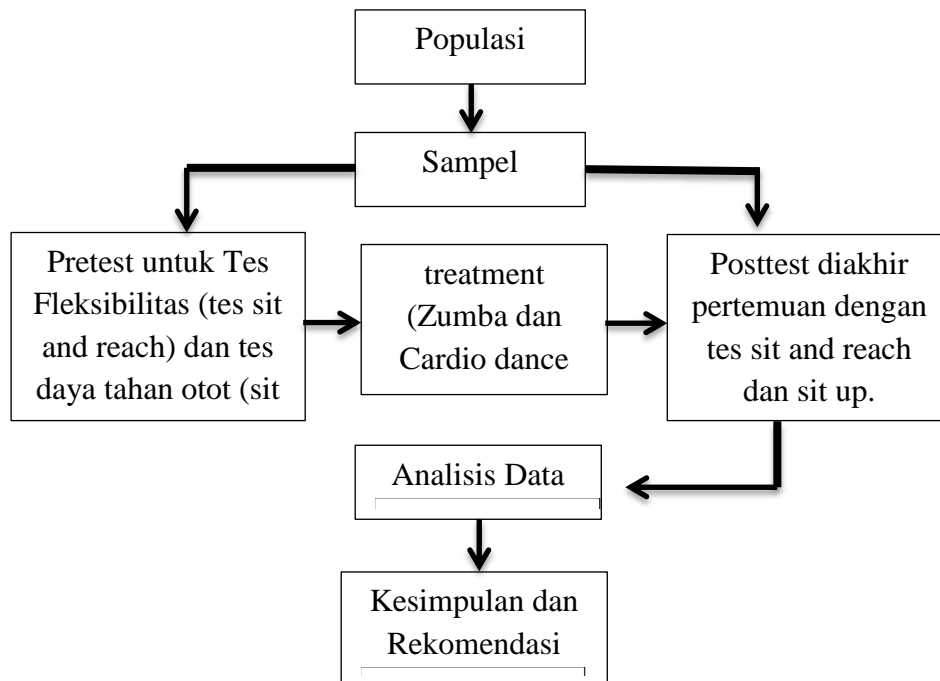 Populasi
Sampel
Pretest untuk Tes
Fleksibilitas (tes sit
and reach) dan tes
daya tahan otot (sit
treatment
(Zumba dan
Cardio dance
Posttest diakhir
pertemuan dengan
tes sit and reach
dan sit up.
Analisis Data
Kesimpulan dan
Rekomendasi